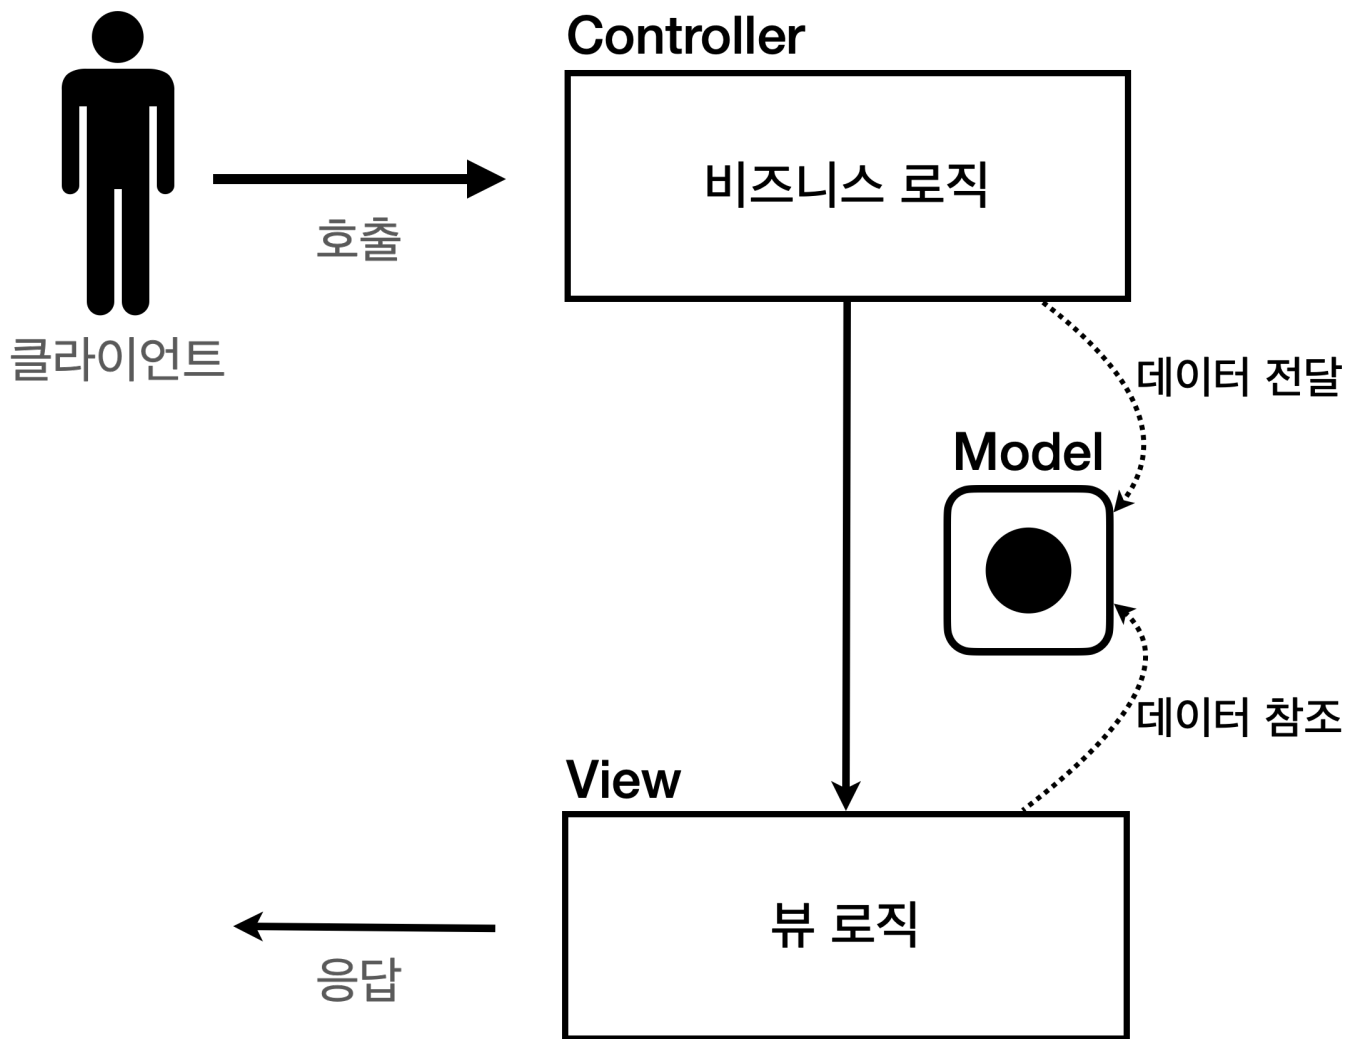 Controller
비즈니스 로직
호출
클라이언트
데이터 전달
Model
데이터 참조
View
뷰 로직
응답